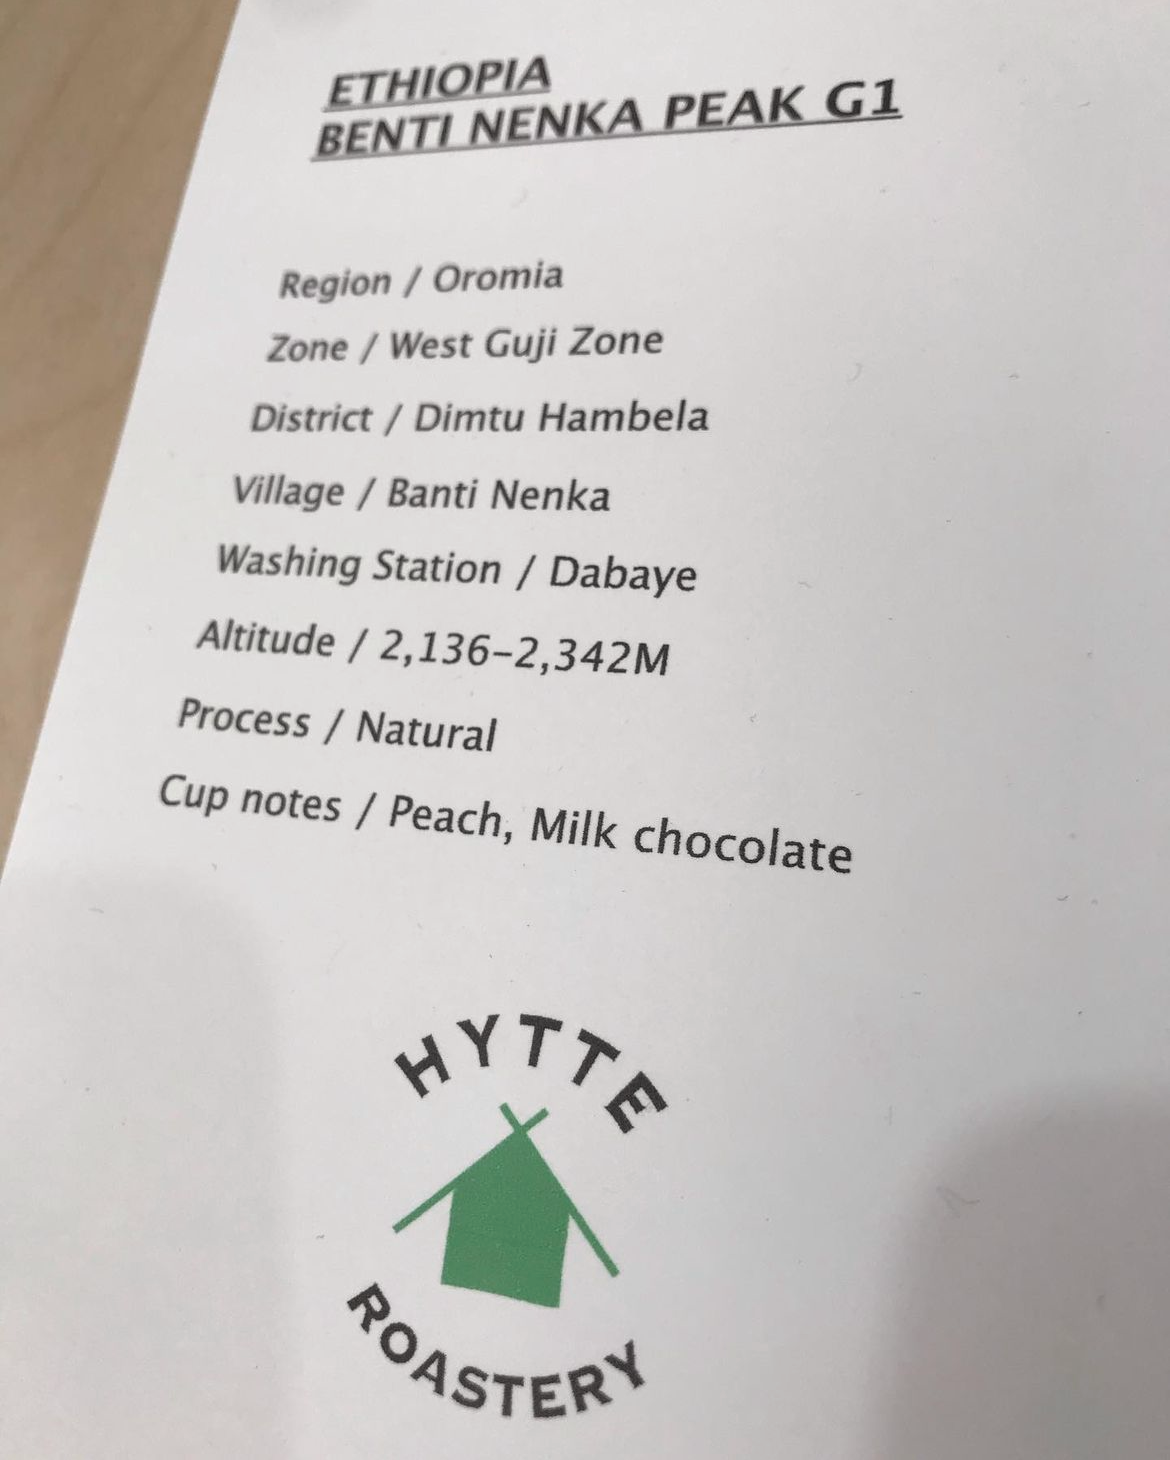 ETHIOPIA
BENTI NENKA PEAK G1
Region / Oromia
Zone / West Guji Zone
District / Dimtu Hambela
Village / Banti Nenka
Washing Station / Dabaye
Altitude / 2,136–2,342M
Process / Natural
Cup notes / Peach, Milk chocolate
HYTTE
ROASTERY